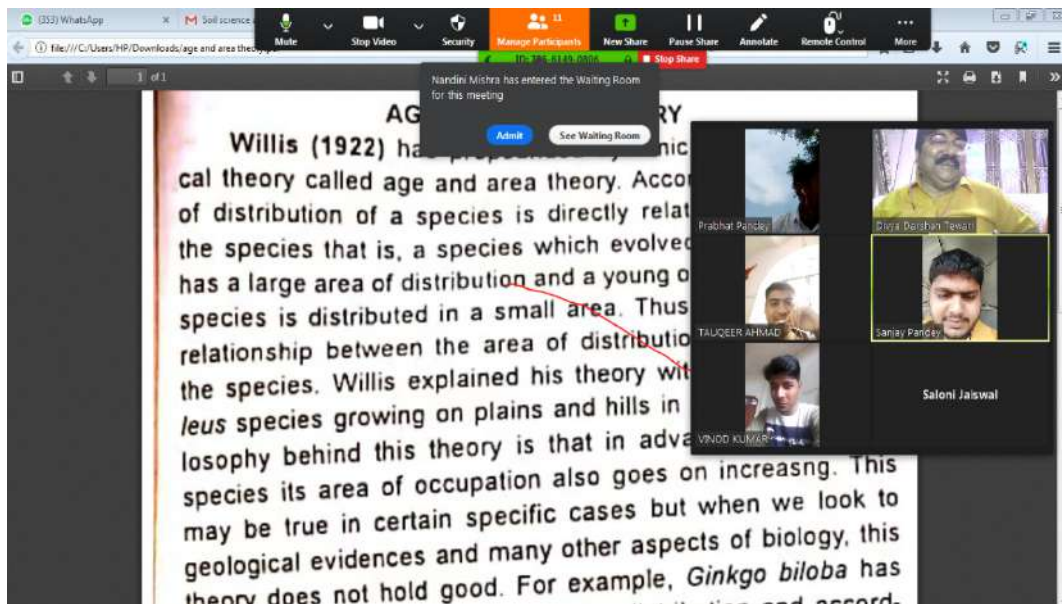 (353) WhatsApp
Soil science
file:///C:/Users/HP/Downloads/age and area the
1 of 1
Mute
Stop Video
Security
11
Manage Participants
New Share
Pause Share
Annotate
Remote Control
More
Stop Share
Nandini Mishra has entered the Waiting Room
for this meeting
Admit
See Waiting Room
AG RY
Willis (1922) ha
cal theory called age and area theory. Accor
of distribution of a species is directly relat
the species that is, a species which evolved
has a large area of distribution and a young o
species is distributed in a small area. Thus
relationship between the area of distributio
the species. Willis explained his theory wit
leus species growing on plains and hills in
losophy behind this theory is that in adva
species its area of occupation also goes on increasng. This
may be true in certain specific cases but when we look to
geological evidences and many other aspects of biology, this
theory does not hold good. For example, Ginkgo biloba has
Prabhat Pandey
Divya Darshan Tewari
TAUQEER AHMAD
Sanjay Pandey
VINOD KUMAR
Saloni Jaiswal